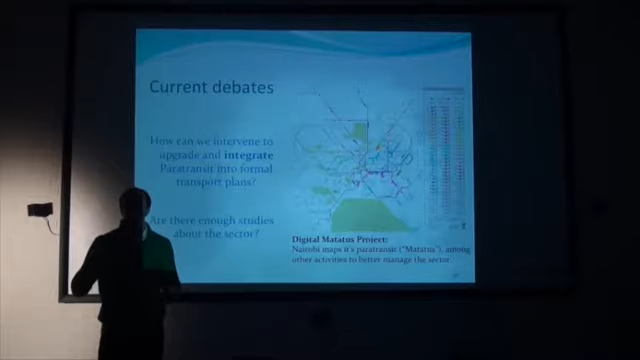 Current debates
How can we intervene to
upgrade and integrate
Paratransit into formal
transport plans?
Are there enough studies
about the sector?
Digital Matatus Project:
Nairobi maps it's paratransit ("Matatus"), among
other activities to better manage the sector.